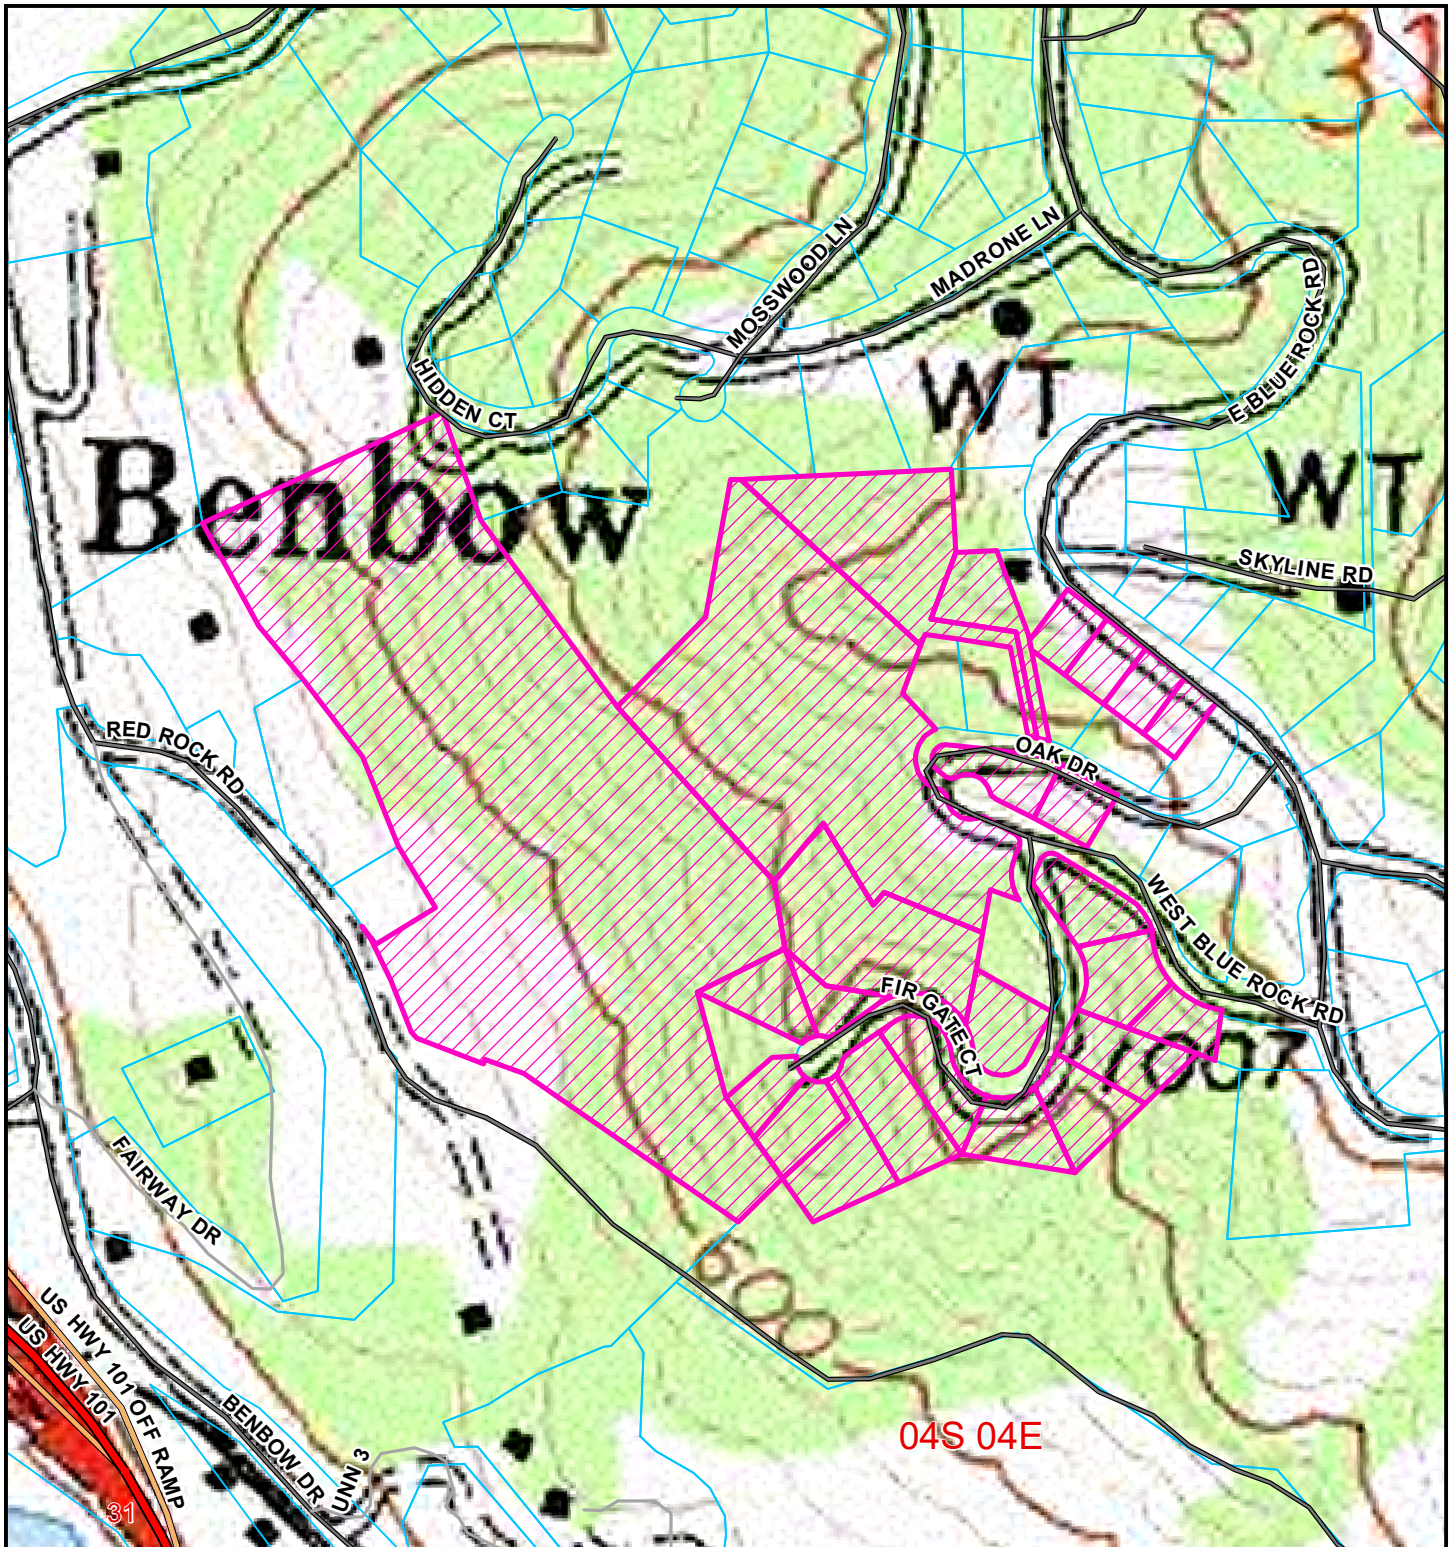 31
MOSSWOOD LN
MADRONE LN
E BLUE ROCK RD
HIDDEN CT
WT
Benbow
WT
SKYLINE RD
RED ROCK RD
OAK DR
WEST BLUE ROCK RD
FIR GATE CT
1007
FAIRWAY DR
600
US HWY 101 OFF RAMP
US HWY 101
BENBOW DR
UNN 3
04S 04E
31